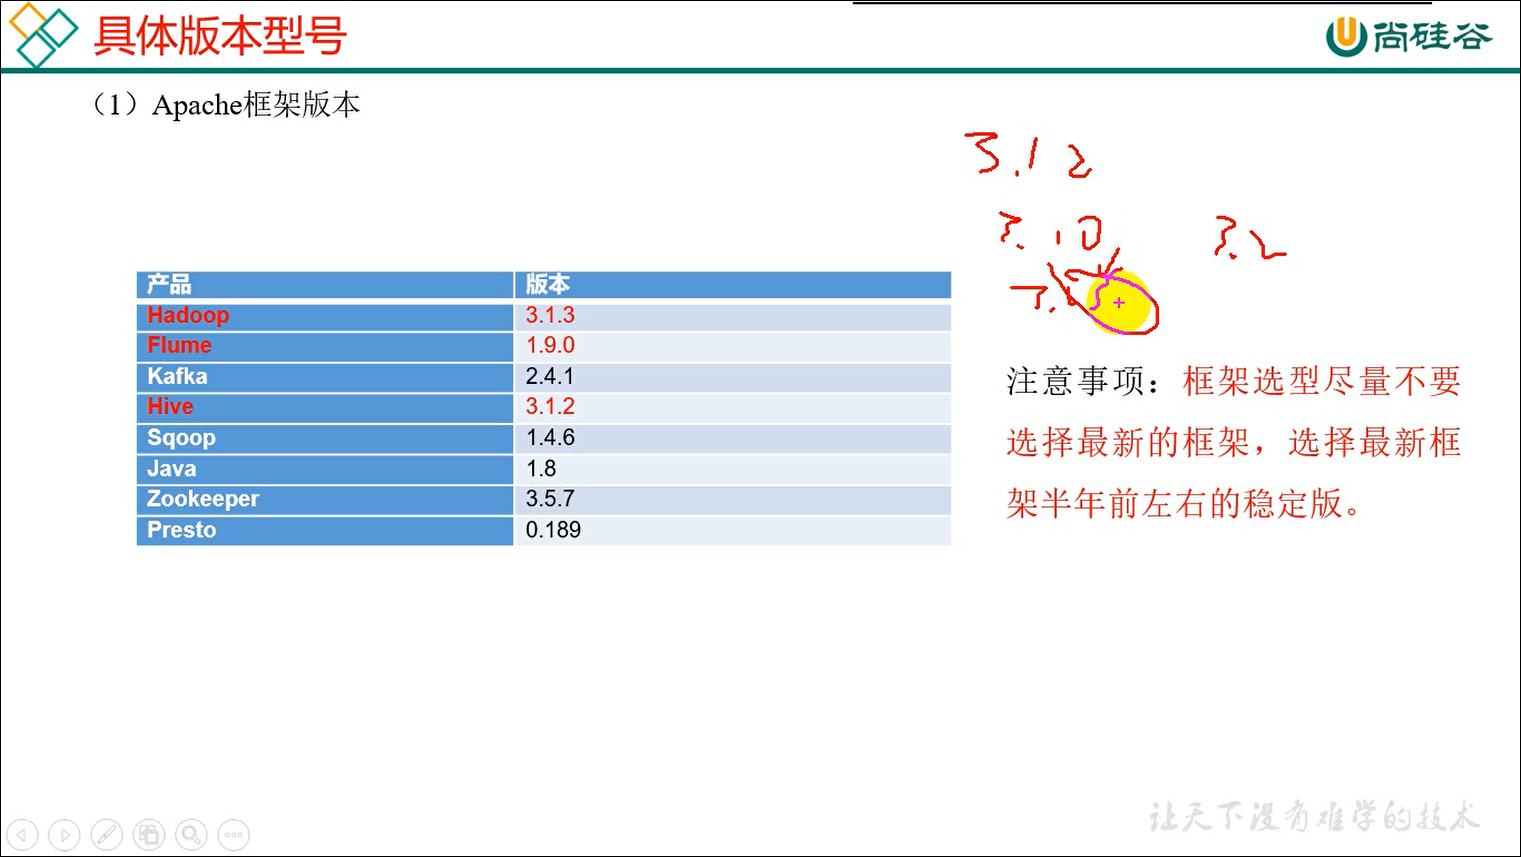 具体版本型号
尚硅谷
（1）Apache框架版本
3.12
3.10
3.2
产品 版本
Hadoop 3.1.3
Flume 1.9.0
Kafka 2.4.1
Hive 3.1.2
Sqoop 1.4.6
Java 1.8
Zookeeper 3.5.7
Presto 0.189
注意事项：框架选型尽量不要
选择最新的框架，选择最新框
架半年前左右的稳定版。
让天下没有难学的技术